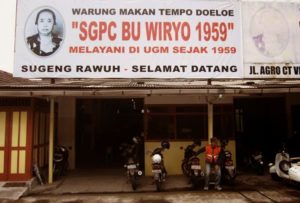 WARUNG MAKAN TEMPO DOELOE
"SGPC BU WIRYO 1959"
MELAYANI DI UGM SEJAK 1959
SUGENG RAWUH - SELAMAT DATANG
JL. AGRO CT